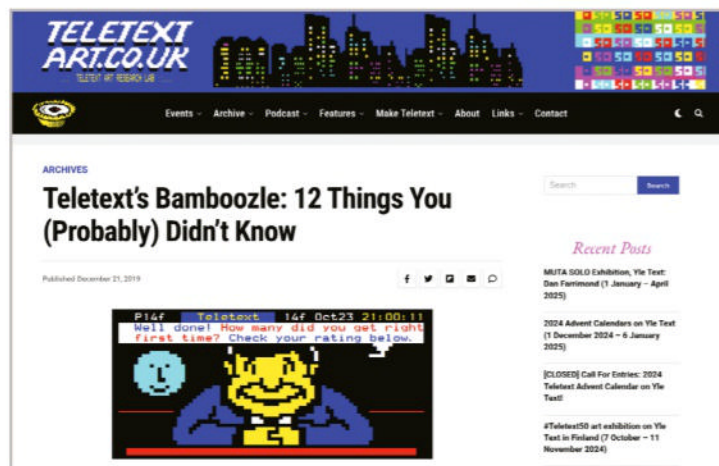 TELETEXT
ART.CO.UK
TELETEXT ART RESEARCH LAB
Events
Archive
Podcast
Features
Make Teletext
About
Links
Contact
ARCHIVES
Teletext's Bamboozle: 12 Things You
(Probably) Didn't Know
Published December 21, 2019
P14f Teletext 14f Oct23 21:00:11
Well done! How many did you get right
first time? Check your rating below.
Search
Search
Recent Posts
MUTA SOLO Exhibition, Yle Text:
Dan Farrimond (1 January – April
2025)
2024 Advent Calendars on Yle Text
(1 December 2024 – 6 January
2025)
[CLOSED] Call For Entries: 2024
Teletext Advent Calendar on Yle
Text!
#Teletext50 art exhibition on Yle
Text in Finland (7 October – 11
November 2024)